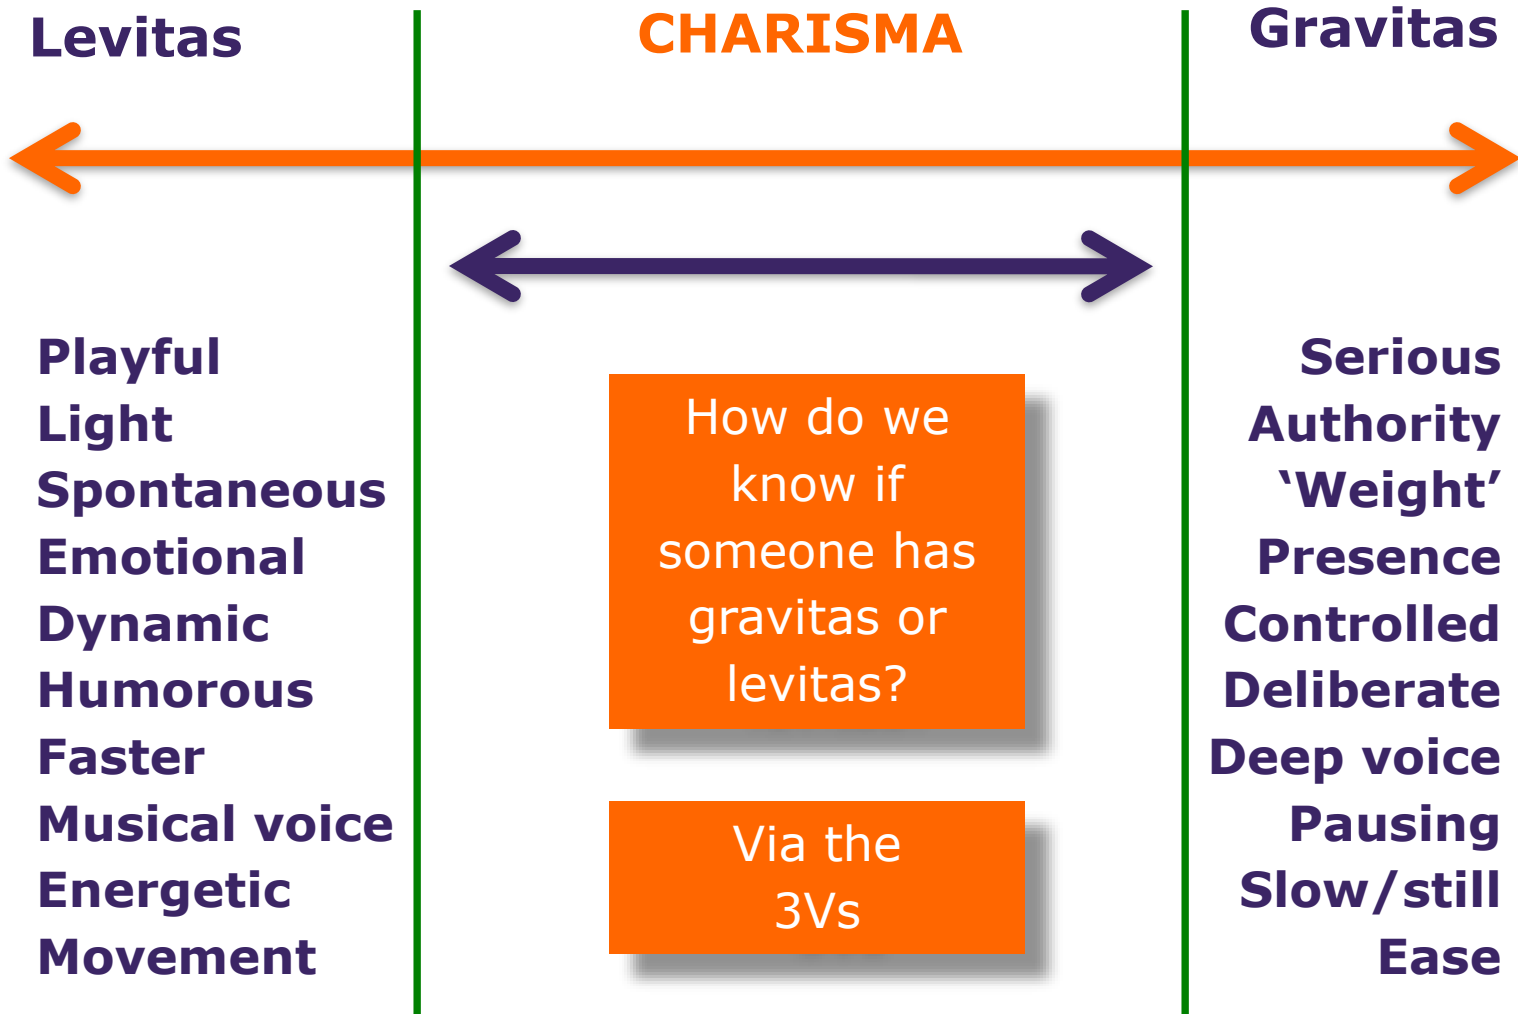 Levitas
CHARISMA
Gravitas
Playful
Light
Spontaneous
Emotional
Dynamic
Humorous
Faster
Musical voice
Energetic
Movement
How do we
know if
someone has
gravitas or
levitas?
Via the
3Vs
Serious
Authority
‘Weight’
Presence
Controlled
Deliberate
Deep voice
Pausing
Slow/still
Ease